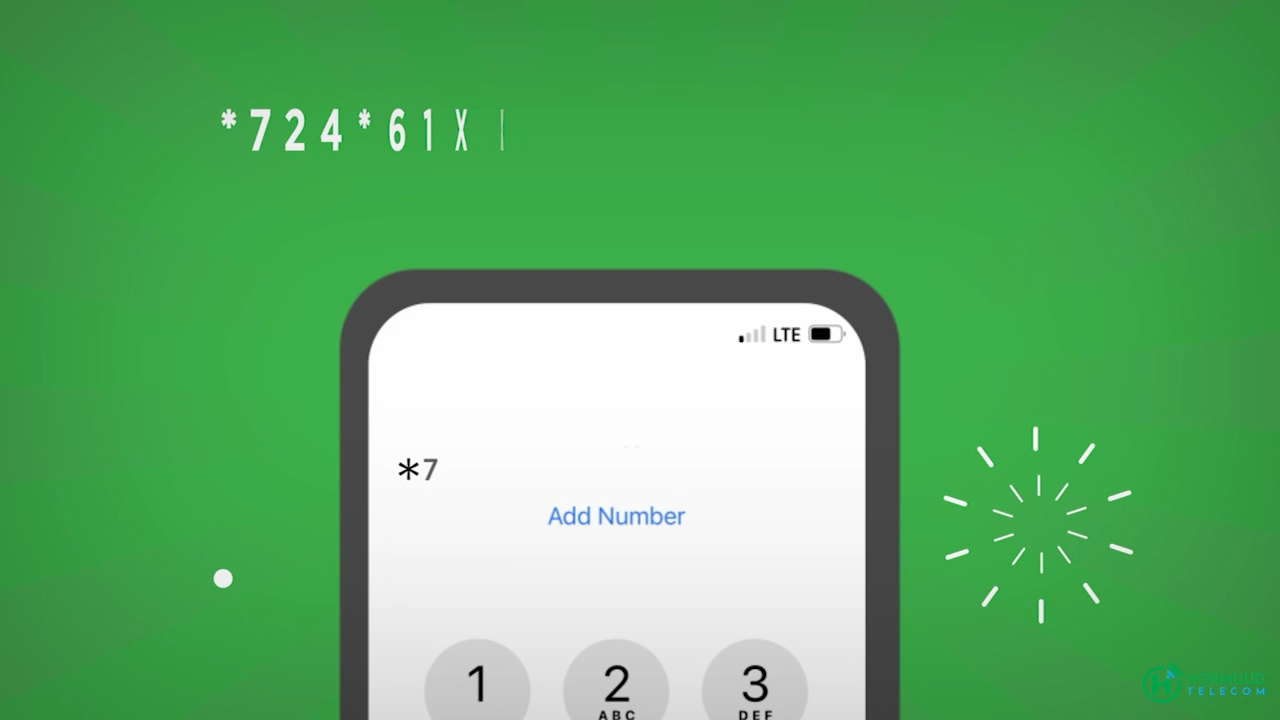 *724*61X
LTE
*7
Add Number
1 2 3
ABC DEF
TELECOM